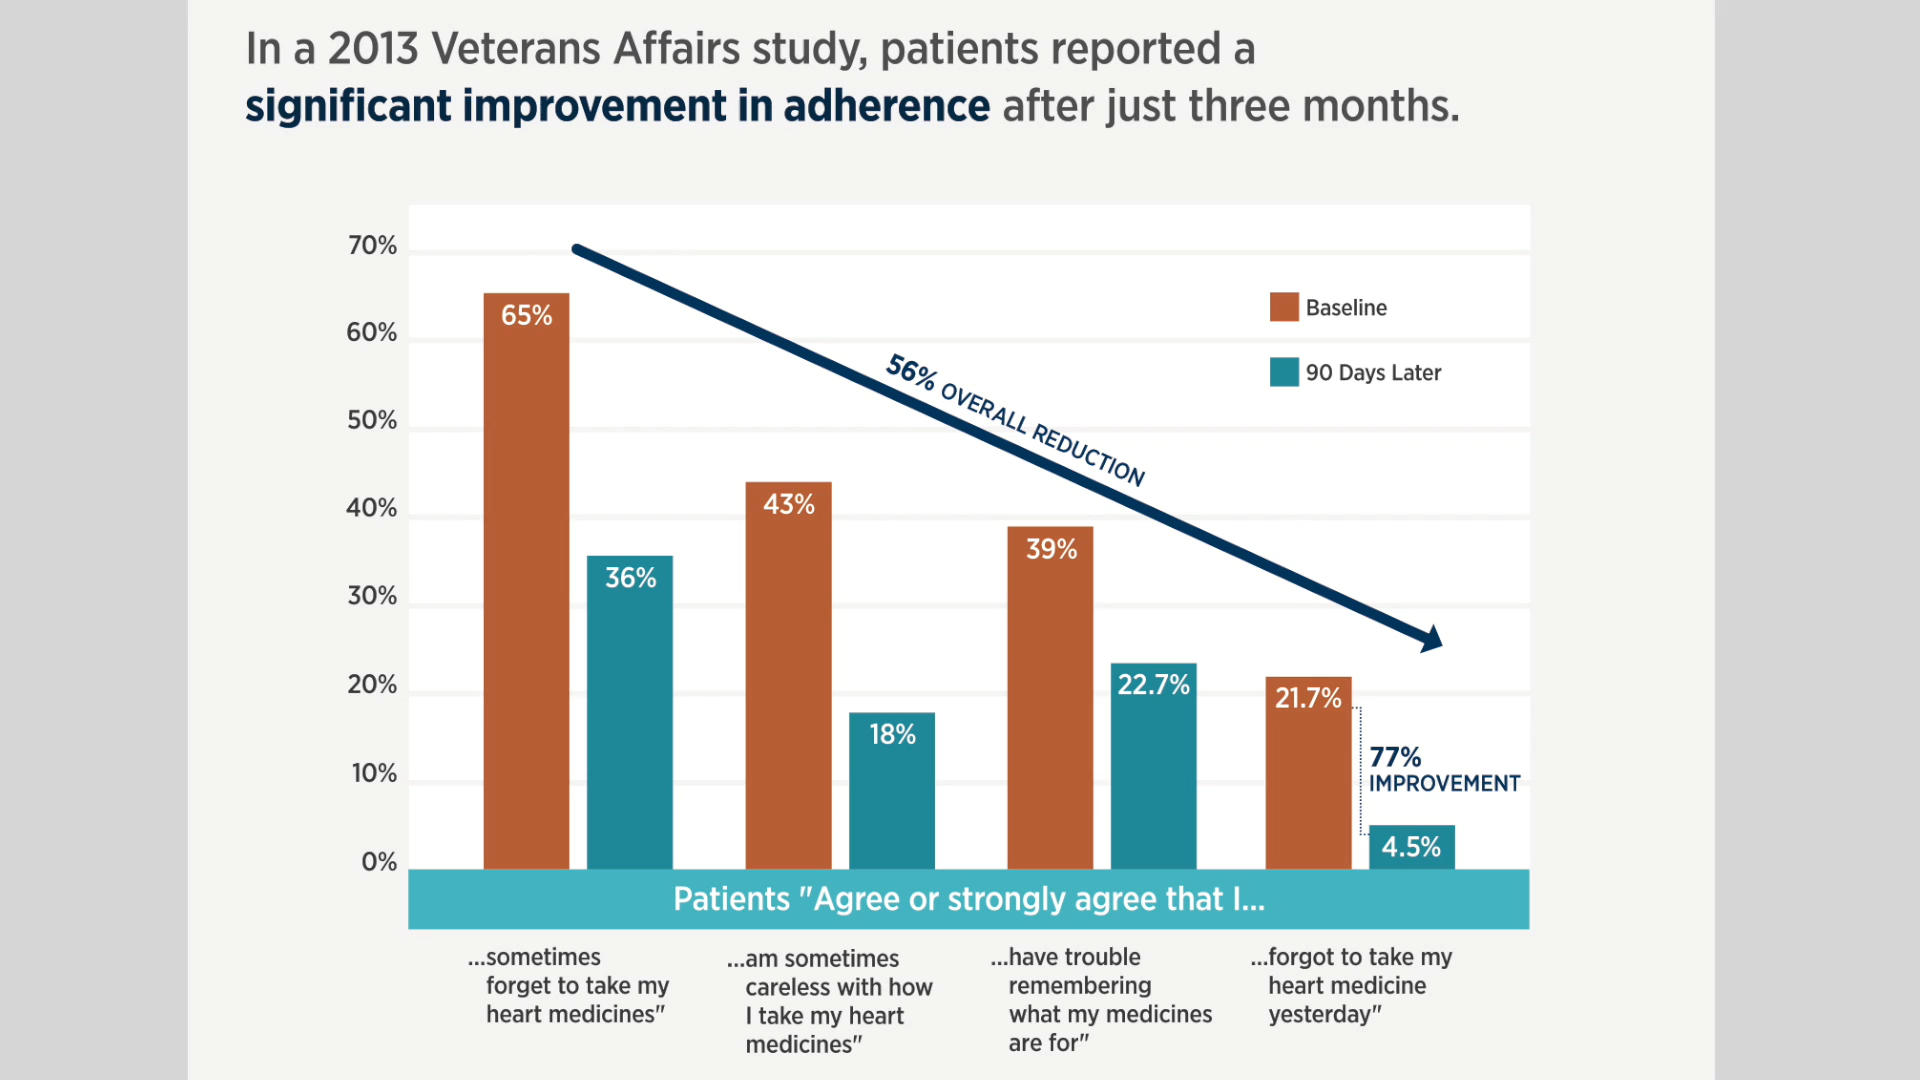 In a 2013 Veterans Affairs study, patients reported a
significant improvement in adherence after just three months.
70%
60%
50%
40%
30%
20%
10%
0%
Baseline
90 Days Later
56% OVERALL REDUCTION
65%
36%
43%
18%
39%
22.7%
21.7%
4.5%
77%
IMPROVEMENT
Patients "Agree or strongly agree that I...
...sometimes
forget to take my
heart medicines"
...am sometimes
careless with how
I take my heart
medicines"
...have trouble
remembering
what my medicines
are for"
...forgot to take my
heart medicine
yesterday"